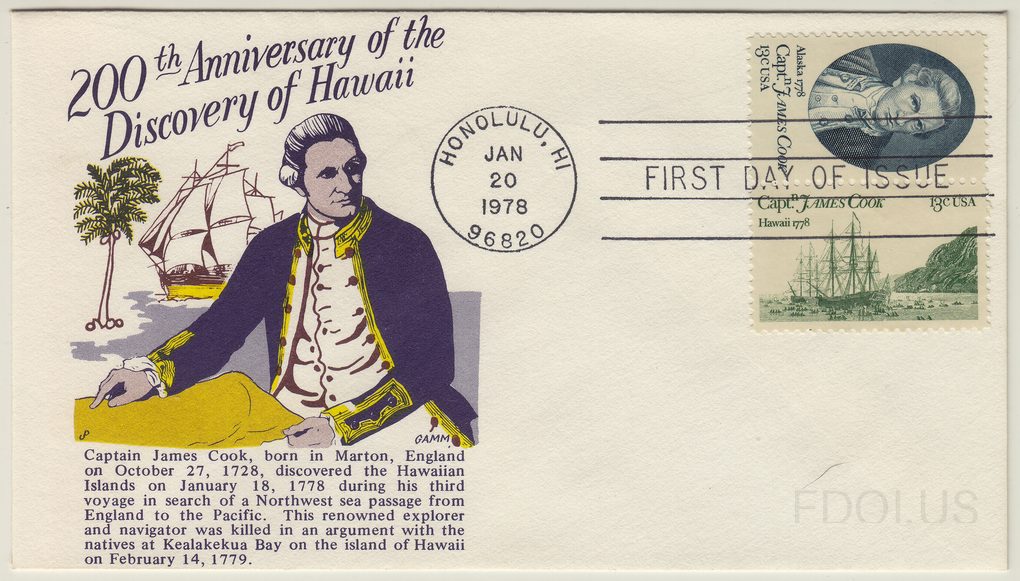 200th Anniversary of the
Discovery of Hawaii
HONOLULU, HI
JAN
20
1978
96820
FIRST DAY OF ISSUE
Alaska 1778
Captn JAMES COOK
13c USA
Captn JAMES COOK
13c USA
Hawaii 1778
GAMM
Captain James Cook, born in Marton, England
on October 27, 1728, discovered the Hawaiian
Islands on January 18, 1778 during his third
voyage in search of a Northwest sea passage from
England to the Pacific. This renowned explorer
and navigator was killed in an argument with the
natives at Kealakekua Bay on the island of Hawaii
on February 14, 1779.
FDOI.US